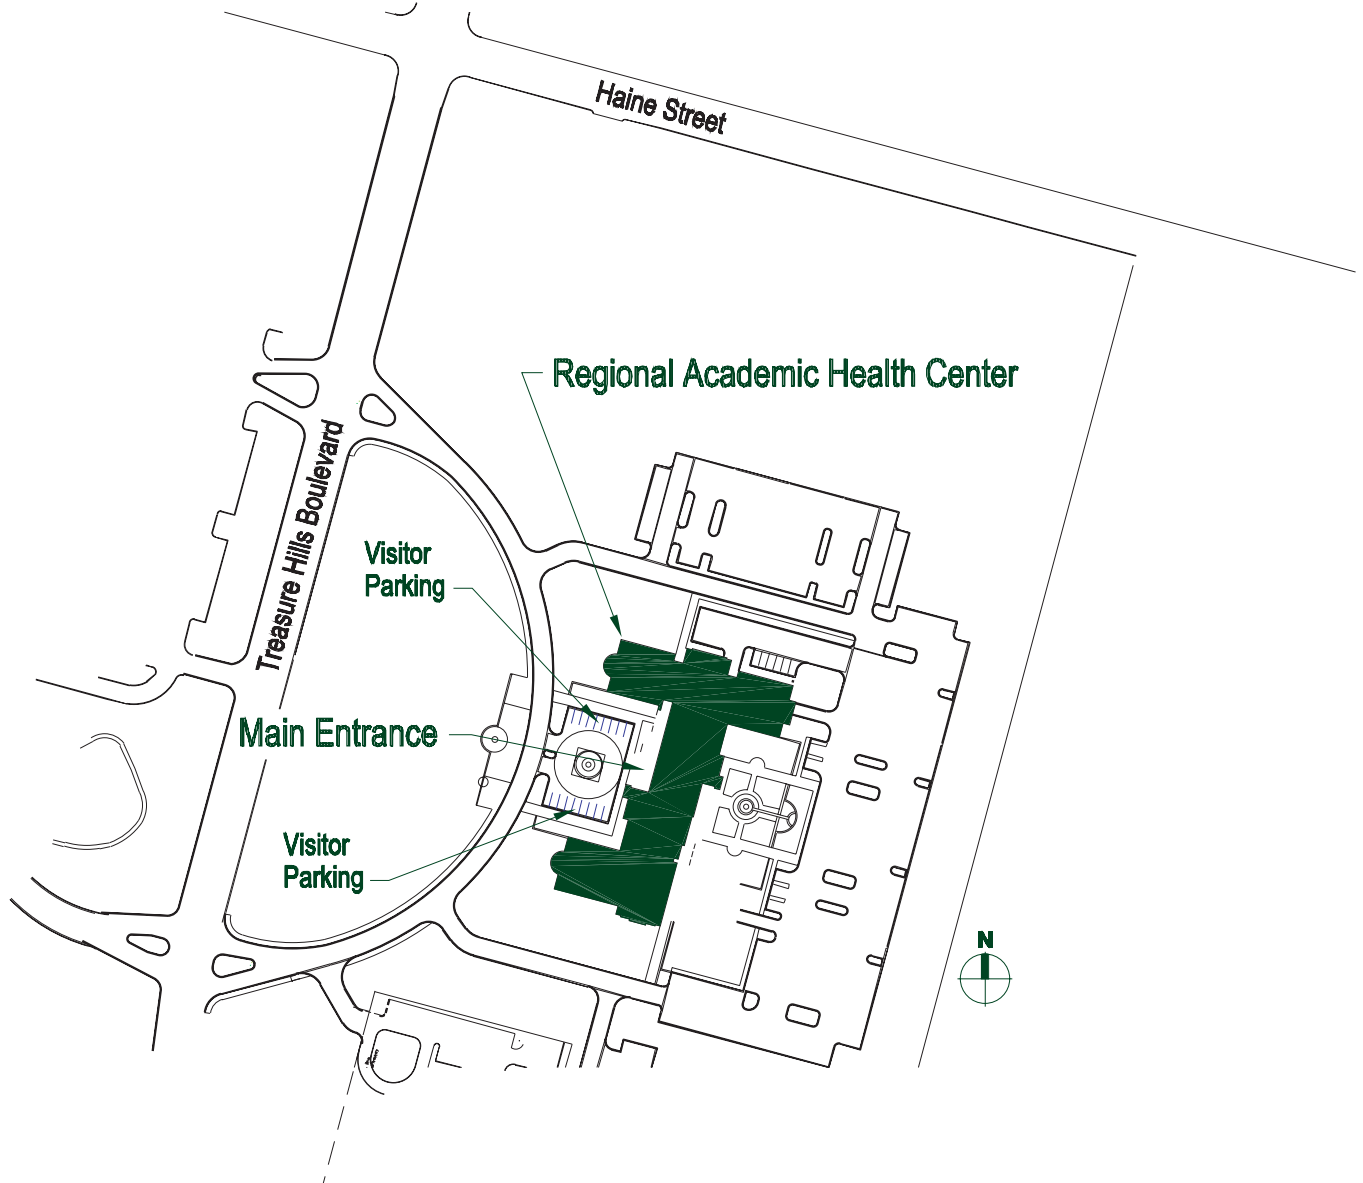 Haine Street
Regional Academic Health Center
Treasure Hills Boulevard
Visitor
Parking
Main Entrance
Visitor
Parking
N